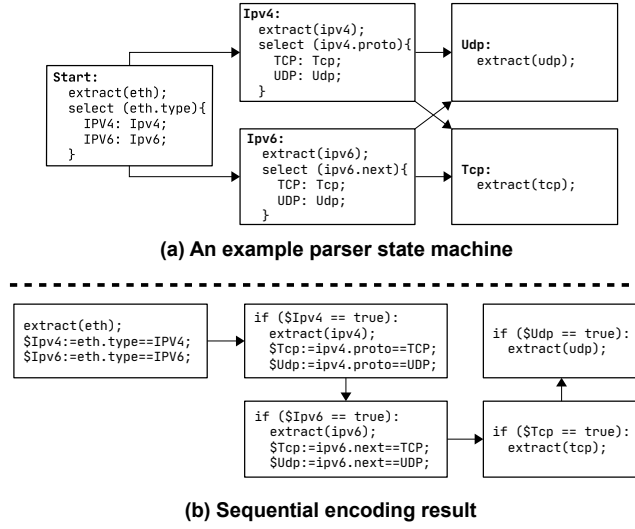 Start:
extract(eth);
select (eth.type){
IPV4: Ipv4;
IPV6: Ipv6;
}
Ipv4:
extract(ipv4);
select (ipv4.proto){
TCP: Tcp;
UDP: Udp;
}
Ipv6:
extract(ipv6);
select (ipv6.next){
TCP: Tcp;
UDP: Udp;
}
Udp:
extract(udp);
Tcp:
extract(tcp);
(a) An example parser state machine
extract(eth);
$Ipv4:=eth.type==IPV4;
$Ipv6:=eth.type==IPV6;
if ($Ipv4 == true):
extract(ipv4);
$Tcp:=ipv4.proto==TCP;
$Udp:=ipv4.proto==UDP;
if ($Ipv6 == true):
extract(ipv6);
$Tcp:=ipv6.next==TCP;
$Udp:=ipv6.next==UDP;
if ($Udp == true):
extract(udp);
if ($Tcp == true):
extract(tcp);
(b) Sequential encoding result